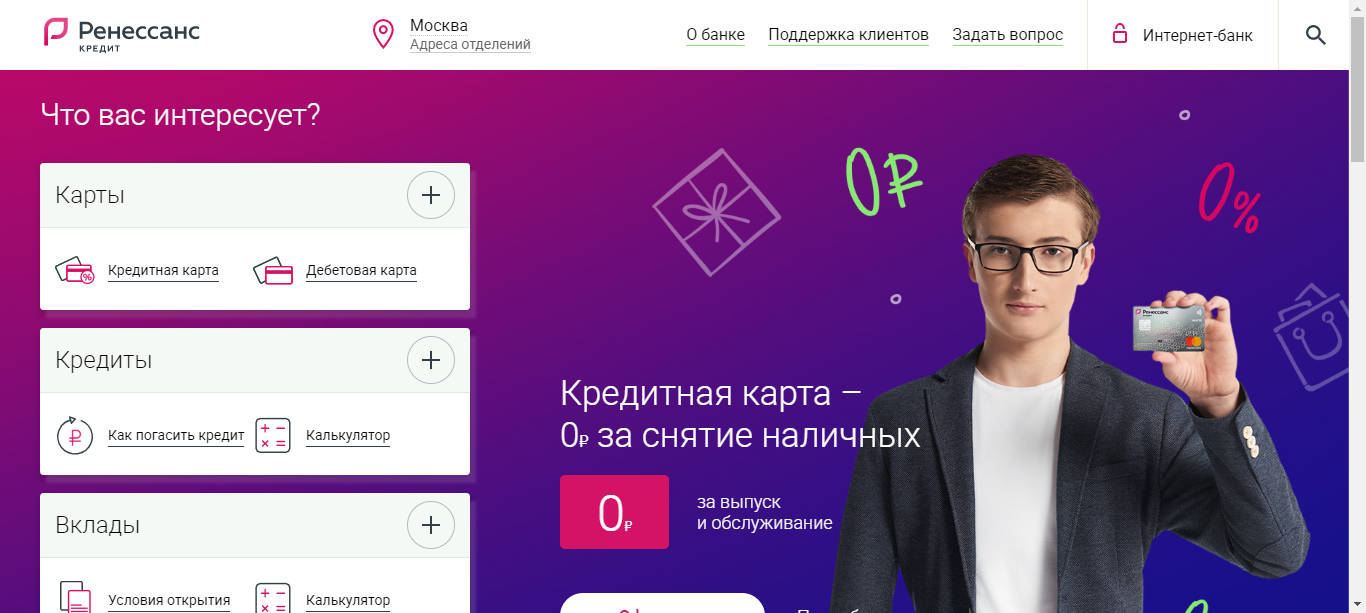 Ренессанс
КРЕДИТ
Москва
Адреса отделений
О банке
Поддержка клиентов
Задать вопрос
Интернет-банк
Что вас интересует?
Карты
Кредитная карта
Дебетовая карта
Кредиты
Как погасить кредит
Калькулятор
Вклады
Условия открытия
Калькулятор
0₽
0%
Ренессанс
Кредитная карта –
0₽ за снятие наличных
0₽
за выпуск
и обслуживание